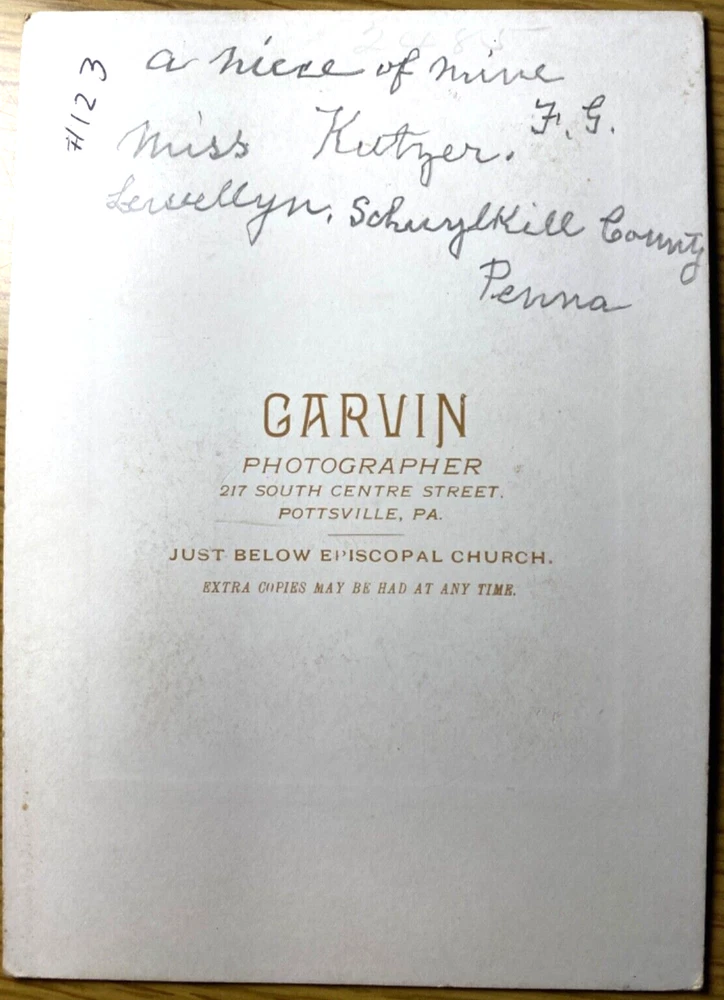 #123
a niece of mine
F. G.
Miss Kutzer.
Lewellyn, Schuylkill County
Penna
GARVIN
PHOTOGRAPHER
217 SOUTH CENTRE STREET.
POTTSVILLE, PA.
JUST BELOW EPISCOPAL CHURCH.
EXTRA COPIES MAY BE HAD AT ANY TIME.